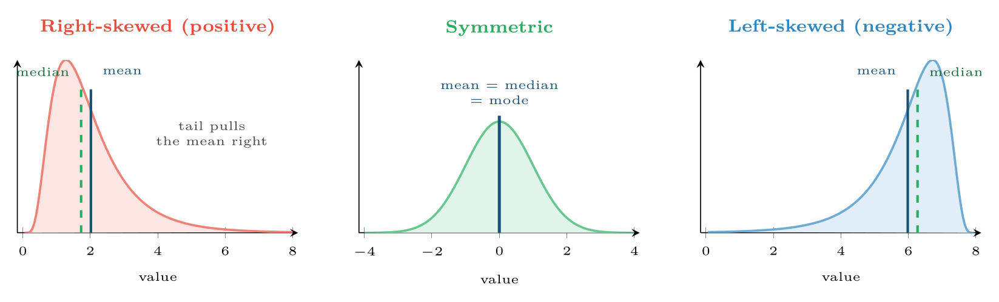 Right-skewed (positive)
median
mean
tail pulls
the mean right
0 2 4 6 8
value
Symmetric
mean = median
= mode
−4 −2 0 2 4
value
Left-skewed (negative)
mean
median
0 2 4 6 8
value